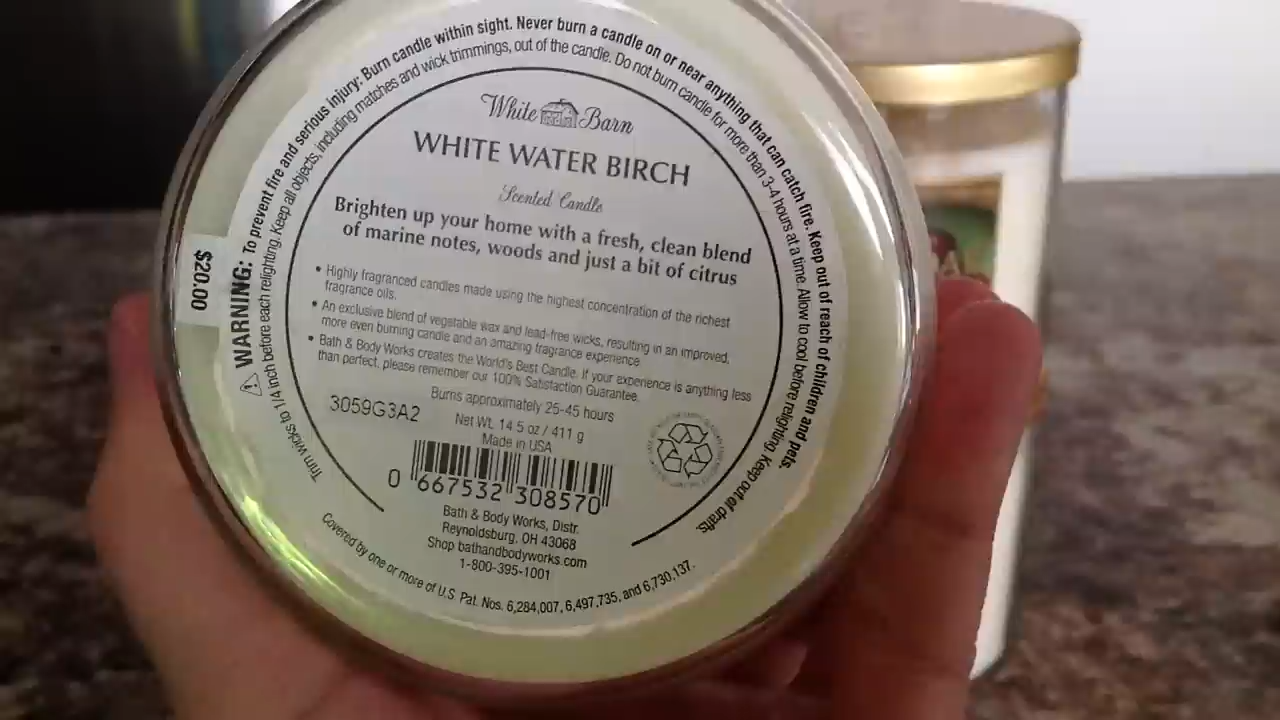 WARNING: To prevent fire and serious injury: Burn candle within sight. Never burn a candle on or near anything that can catch fire. Keep out of reach of children and pets.
Trim wicks to 1/4 inch before each relighting. Keep all objects, including matches and wick trimmings, out of the candle. Do not burn candle for more than 3-4 hours at a time. Allow to cool before relighting. Keep out of drafts.
$20.00
White Barn
WHITE WATER BIRCH
Scented Candle
Brighten up your home with a fresh, clean blend
of marine notes, woods and just a bit of citrus
• Highly fragranced candles made using the highest concentration of the richest
fragrance oils.
• An exclusive blend of vegetable wax and lead-free wicks, resulting in an improved,
more even burning candle and an amazing fragrance experience.
• Bath & Body Works creates the World's Best Candle. If your experience is anything less
than perfect, please remember our 100% Satisfaction Guarantee.
Burns approximately 25-45 hours
3059G3A2
Net Wt. 14.5 oz / 411 g
Made in USA
0 667532 308570
Bath & Body Works, Distr.
Reynoldsburg, OH 43068
Shop bathandbodyworks.com
1-800-395-1001
Covered by one or more of U.S. Pat. Nos. 6,284,007, 6,497,735, and 6,730,137.